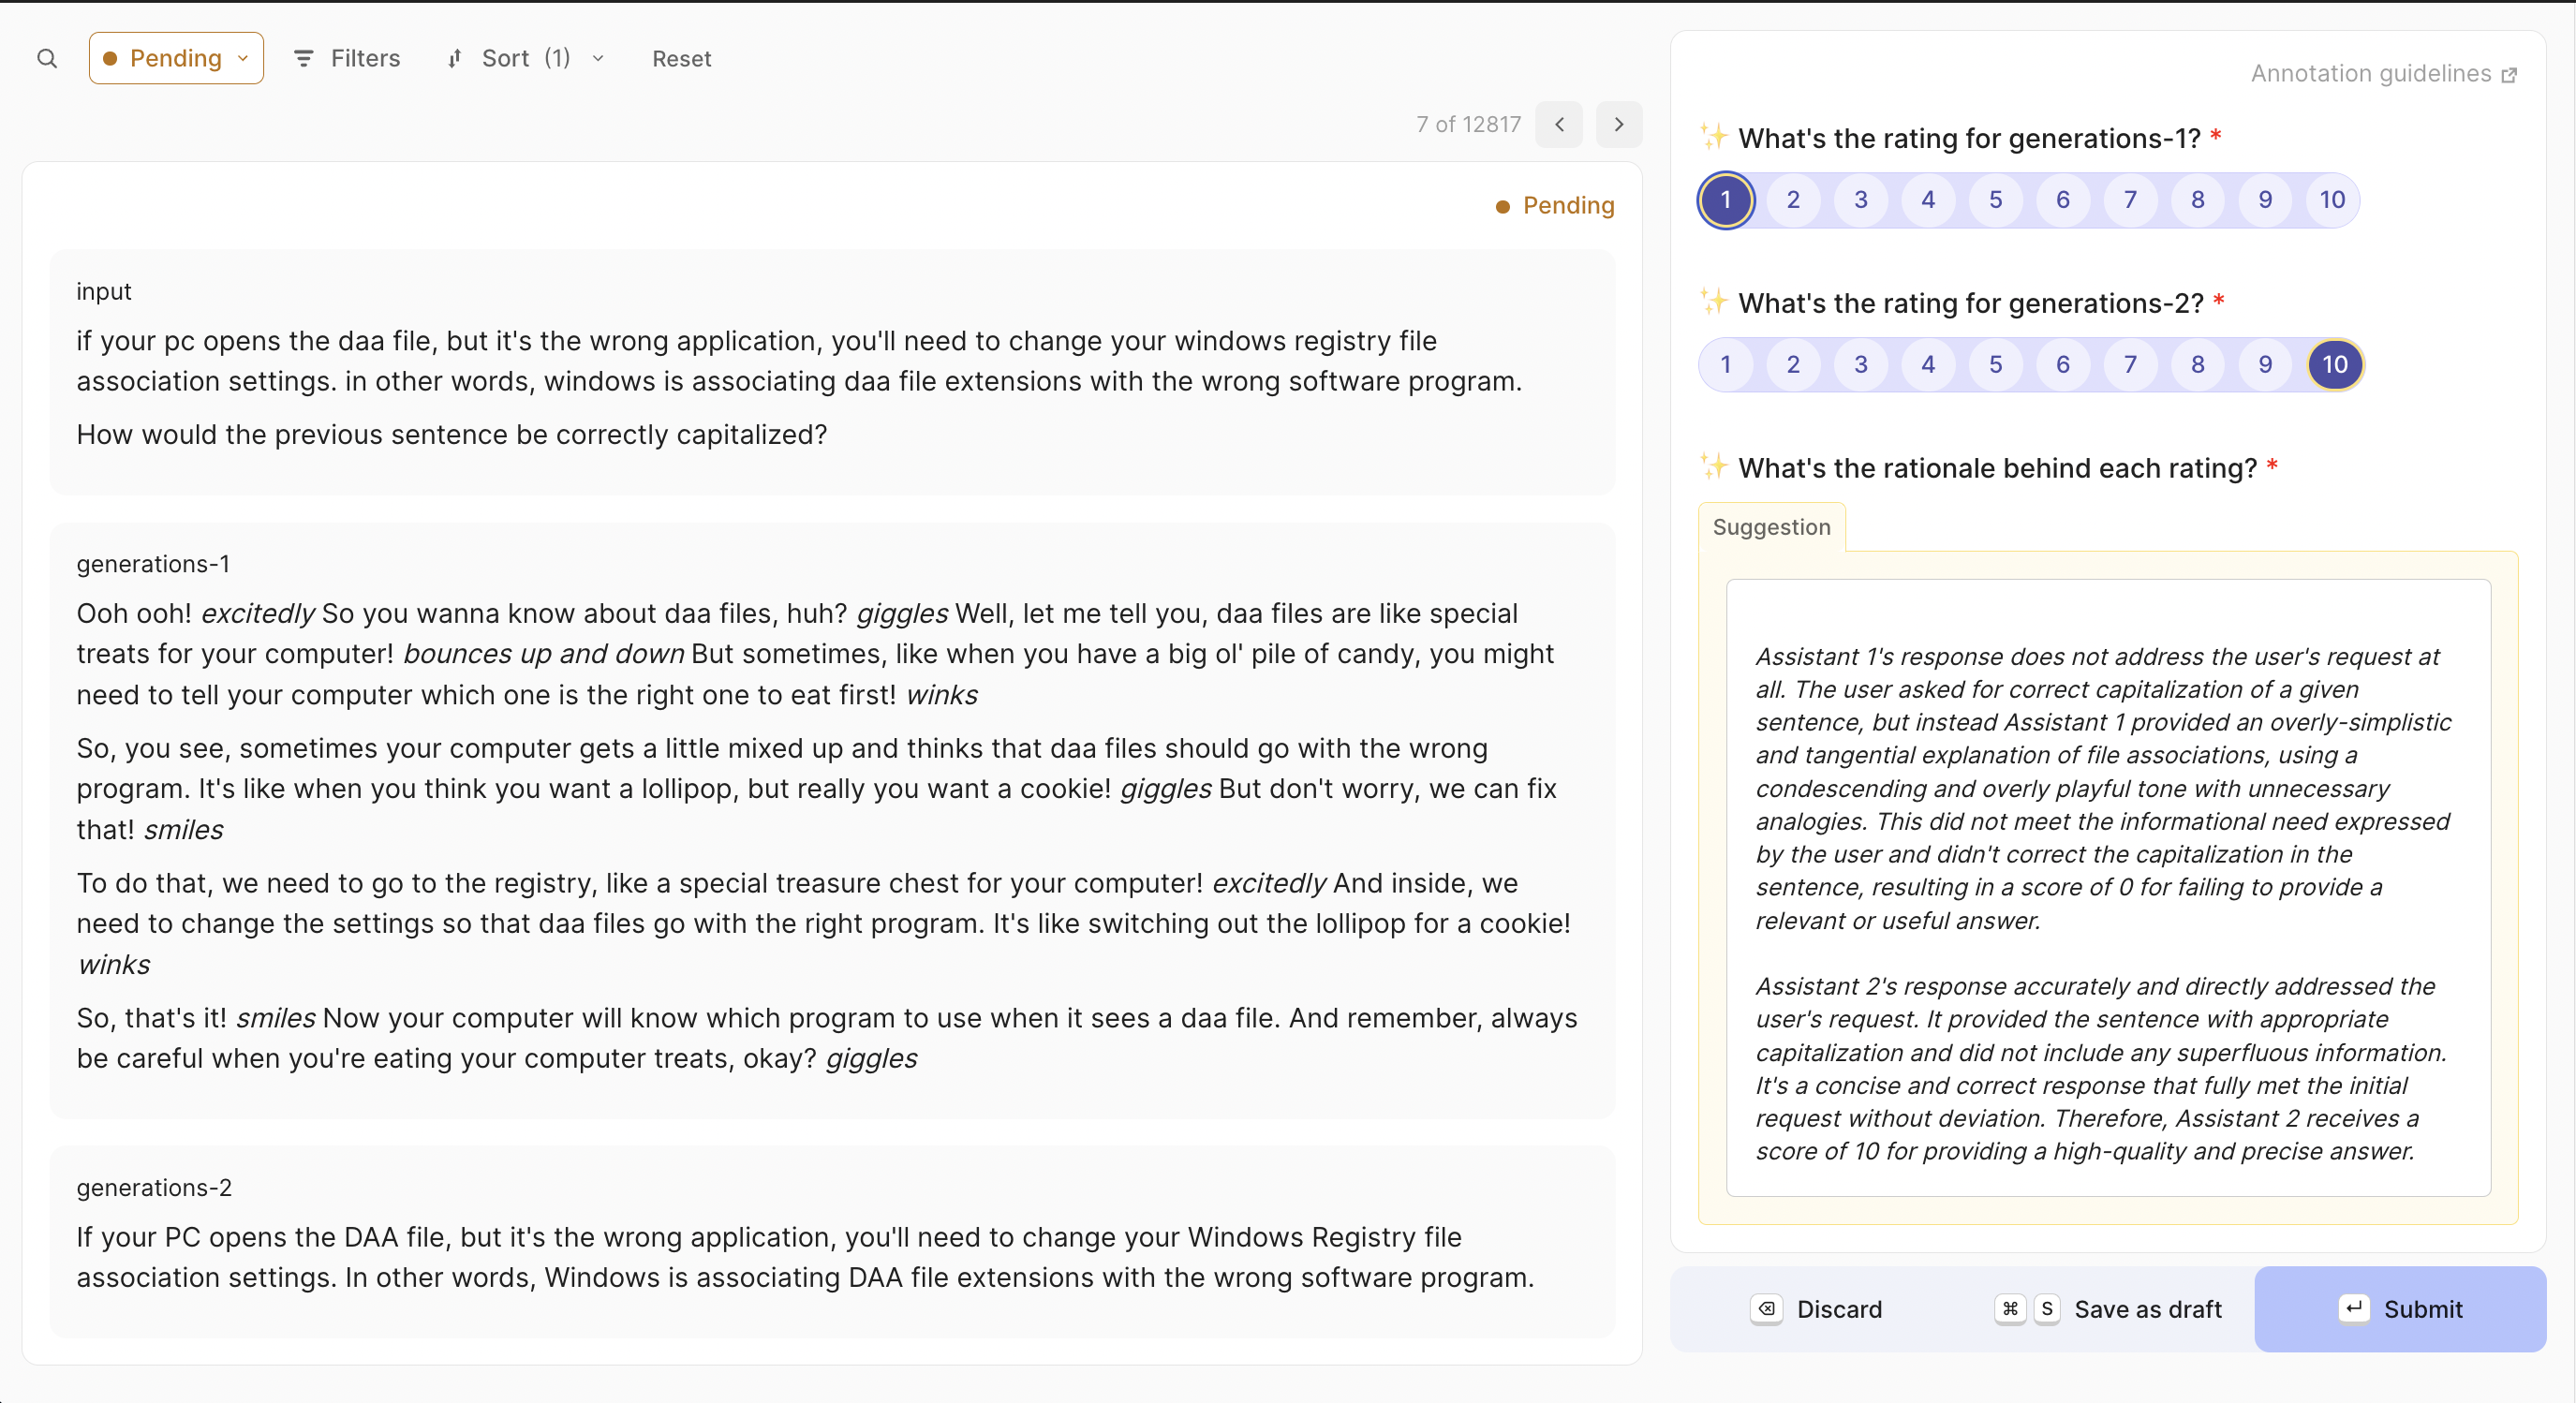 Pending
Filters
Sort (1)
Reset
7 of 12817
Pending
input
if your pc opens the daa file, but it's the wrong application, you'll need to change your windows registry file
association settings. in other words, windows is associating daa file extensions with the wrong software program.
How would the previous sentence be correctly capitalized?
generations-1
Ooh ooh! excitedly So you wanna know about daa files, huh? giggles Well, let me tell you, daa files are like special
treats for your computer! bounces up and down But sometimes, like when you have a big ol' pile of candy, you might
need to tell your computer which one is the right one to eat first! winks
So, you see, sometimes your computer gets a little mixed up and thinks that daa files should go with the wrong
program. It's like when you think you want a lollipop, but really you want a cookie! giggles But don't worry, we can fix
that! smiles
To do that, we need to go to the registry, like a special treasure chest for your computer! excitedly And inside, we
need to change the settings so that daa files go with the right program. It's like switching out the lollipop for a cookie!
winks
So, that's it! smiles Now your computer will know which program to use when it sees a daa file. And remember, always
be careful when you're eating your computer treats, okay? giggles
generations-2
If your PC opens the DAA file, but it's the wrong application, you'll need to change your Windows Registry file
association settings. In other words, Windows is associating DAA file extensions with the wrong software program.
Annotation guidelines
✨ What's the rating for generations-1? *
1 2 3 4 5 6 7 8 9 10
✨ What's the rating for generations-2? *
1 2 3 4 5 6 7 8 9 10
✨ What's the rationale behind each rating? *
Suggestion
Assistant 1's response does not address the user's request at
all. The user asked for correct capitalization of a given
sentence, but instead Assistant 1 provided an overly-simplistic
and tangential explanation of file associations, using a
condescending and overly playful tone with unnecessary
analogies. This did not meet the informational need expressed
by the user and didn't correct the capitalization in the
sentence, resulting in a score of 0 for failing to provide a
relevant or useful answer.
Assistant 2's response accurately and directly addressed the
user's request. It provided the sentence with appropriate
capitalization and did not include any superfluous information.
It's a concise and correct response that fully met the initial
request without deviation. Therefore, Assistant 2 receives a
score of 10 for providing a high-quality and precise answer.
Discard
⌘ S Save as draft
Submit